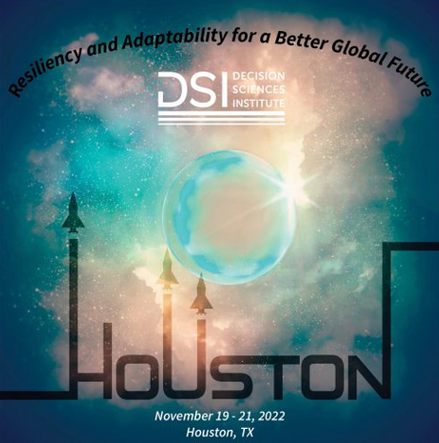 Resiliency and Adaptability for a Better Global Future
DSI
DECISION
SCIENCES
INSTITUTE
HOUSTON
November 19 - 21, 2022
Houston, TX